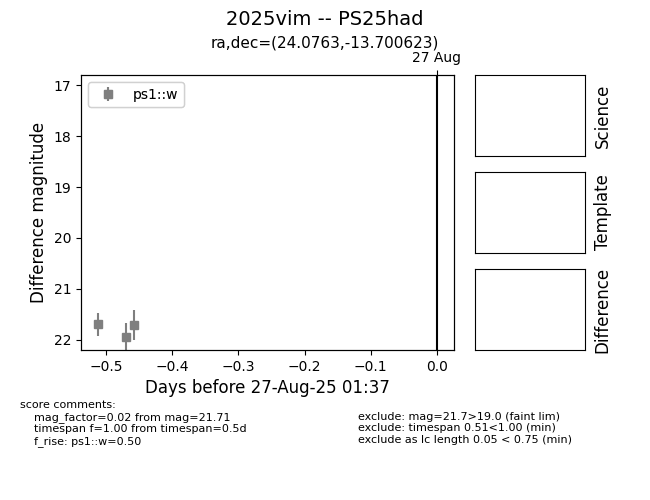 2025vim -- PS25had
ra,dec=(24.0763,-13.700623)
27 Aug
ps1::w
17
18
19
20
21
22
Difference magnitude
−0.5
−0.4
−0.3
−0.2
−0.1
0.0
Days before 27-Aug-25 01:37
Science
Template
Difference
score comments:
mag_factor=0.02 from mag=21.71
timespan f=1.00 from timespan=0.5d
f_rise: ps1::w=0.50
exclude: mag=21.7>19.0 (faint lim)
exclude: timespan 0.51<1.00 (min)
exclude as lc length 0.05 < 0.75 (min)